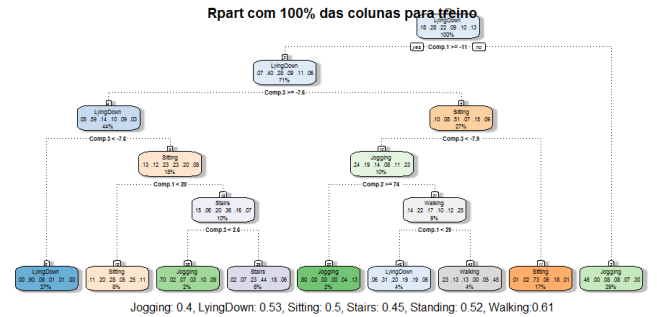 Rpart com 100% das colunas para treino
LyingDown
.18 .28 .22 .09 .10 .13
100%
yes Comp.1 >= -11 no
LyingDown
.07 .40 .28 .09 .11 .06
71%
Comp.3 >= -7.6
LyingDown
.05 .59 .14 .10 .09 .03
44%
Sitting
.10 .08 .51 .07 .15 .09
27%
Comp.3 < -7.6
Comp.3 < -7.9
Sitting
.13 .12 .23 .23 .20 .08
18%
Jogging
.24 .19 .14 .08 .11 .23
10%
Comp.1 < 20
Comp.2 >= 74
Stairs
.15 .06 .20 .36 .16 .07
10%
Walking
.14 .22 .17 .10 .12 .25
9%
Comp.3 < 2.6
Comp.1 < 29
LyingDown
.00 .90 .08 .01 .01 .00
27%
Sitting
.11 .20 .28 .05 .25 .11
8%
Jogging
.70 .02 .07 .03 .10 .09
2%
Stairs
.02 .07 .23 .44 .18 .06
8%
Jogging
.80 .00 .03 .00 .04 .13
2%
LyingDown
.06 .31 .20 .19 .19 .06
4%
Walking
.23 .13 .13 .00 .05 .45
4%
Sitting
.01 .02 .73 .06 .18 .01
17%
Jogging
.45 .00 .08 .09 .07 .30
29%
Jogging: 0.4, LyingDown: 0.53, Sitting: 0.5, Stairs: 0.45, Standing: 0.52, Walking:0.61